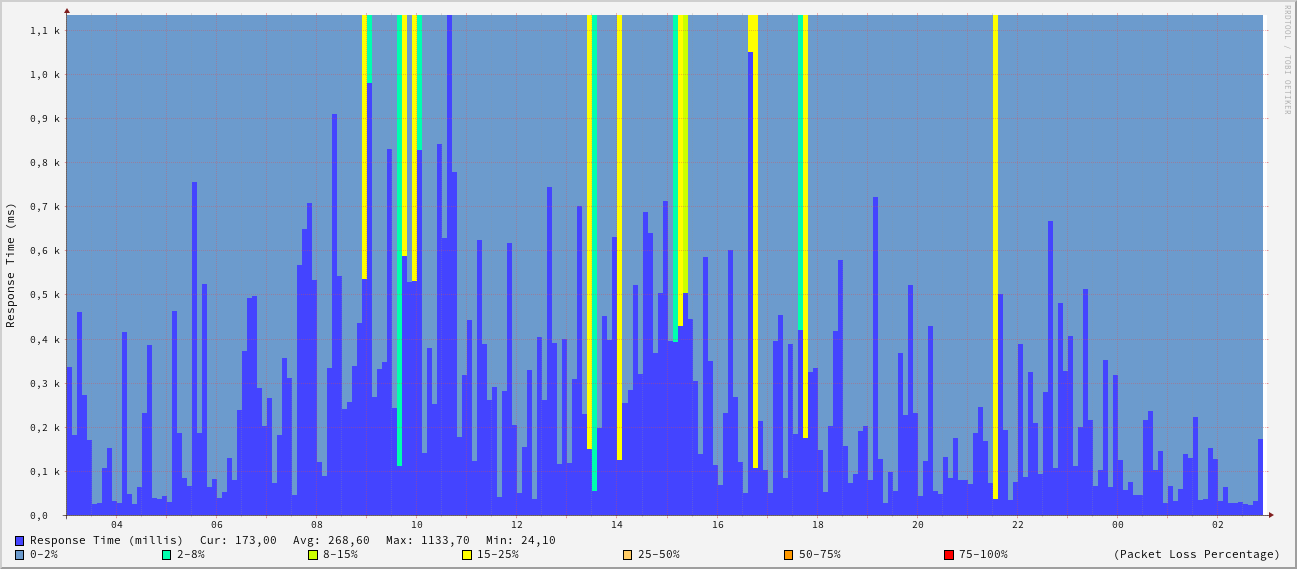 RRDTOOL / TOBI OETIKER
Response Time (ms)
1,1 k
1,0 k
0,9 k
0,8 k
0,7 k
0,6 k
0,5 k
0,4 k
0,3 k
0,2 k
0,1 k
0,0
04 06 08 10 12 14 16 18 20 22 00 02
Response Time (millis) Cur: 173,00 Avg: 268,60 Max: 1133,70 Min: 24,10
0-2% 2-8% 8-15% 15-25% 25-50% 50-75% 75-100% (Packet Loss Percentage)